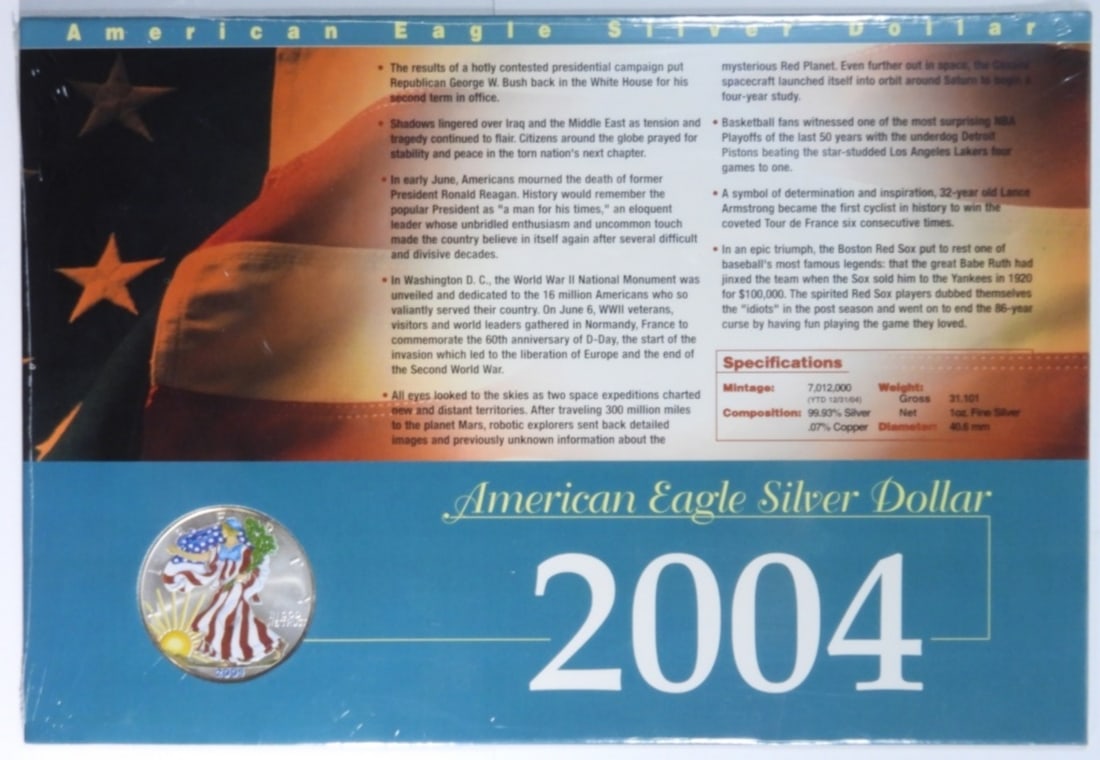 American Eagle Silver Dollar
• The results of a hotly contested presidential campaign put
Republican George W. Bush back in the White House for his
second term in office.
• Shadows lingered over Iraq and the Middle East as tension and
tragedy continued to flair. Citizens around the globe prayed for
stability and peace in the torn nation's next chapter.
• In early June, Americans mourned the death of former
President Ronald Reagan. History would remember the
popular President as "a man for his times," an eloquent
leader whose unbridled enthusiasm and uncommon touch
made the country believe in itself again after several difficult
and divisive decades.
• In Washington D. C., the World War II National Monument was
unveiled and dedicated to the 16 million Americans who so
valiantly served their country. On June 6, WWII veterans,
visitors and world leaders gathered in Normandy, France to
commemorate the 60th anniversary of D-Day, the start of the
invasion which led to the liberation of Europe and the end of
the Second World War.
• All eyes looked to the skies as two space expeditions charted
new and distant territories. After traveling 300 million miles
to the planet Mars, robotic explorers sent back detailed
images and previously unknown information about the
mysterious Red Planet. Even further out in space, the Cassini
spacecraft launched itself into orbit around Saturn to begin a
four-year study.
• Basketball fans witnessed one of the most surprising NBA
Playoffs of the last 50 years with the underdog Detroit
Pistons beating the star-studded Los Angeles Lakers four
games to one.
• A symbol of determination and inspiration, 32-year old Lance
Armstrong became the first cyclist in history to win the
coveted Tour de France six consecutive times.
• In an epic triumph, the Boston Red Sox put to rest one of
baseball's most famous legends: that the great Babe Ruth had
jinxed the team when the Sox sold him to the Yankees in 1920
for $100,000. The spirited Red Sox players dubbed themselves
the "idiots" in the post season and went on to end the 86-year
curse by having fun playing the game they loved.
Specifications
Mintage: 7,012,000 Weight:
(YTD 12/31/04) Gross 31.101
Composition: 99.93% Silver Net 1oz. Fine Silver
.07% Copper Diameter: 40.6 mm
American Eagle Silver Dollar
2004